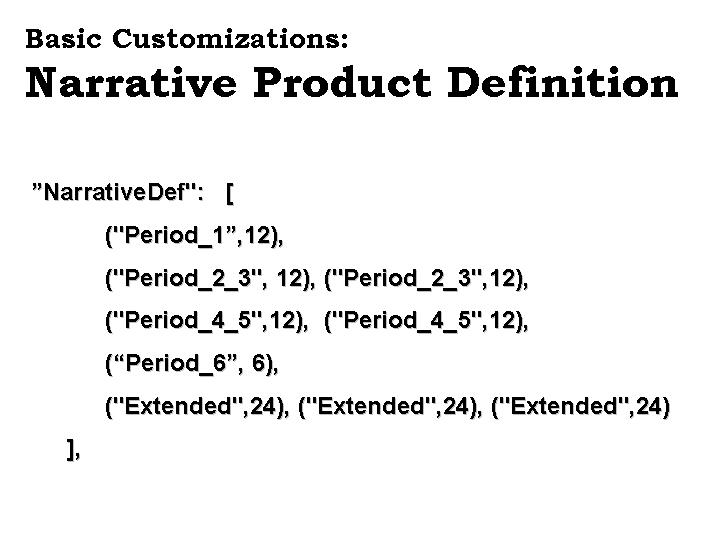 Basic Customizations:
Narrative Product Definition
”Narrative.Def": [
("Period_1”,12),
("Period_2_3", 12), ("Period_2_3",12),
("Period_4_5",12), ("Period_4_5",12),
(“Period_6”, 6),
("Extended",24), ("Extended",24), ("Extended",24)
],